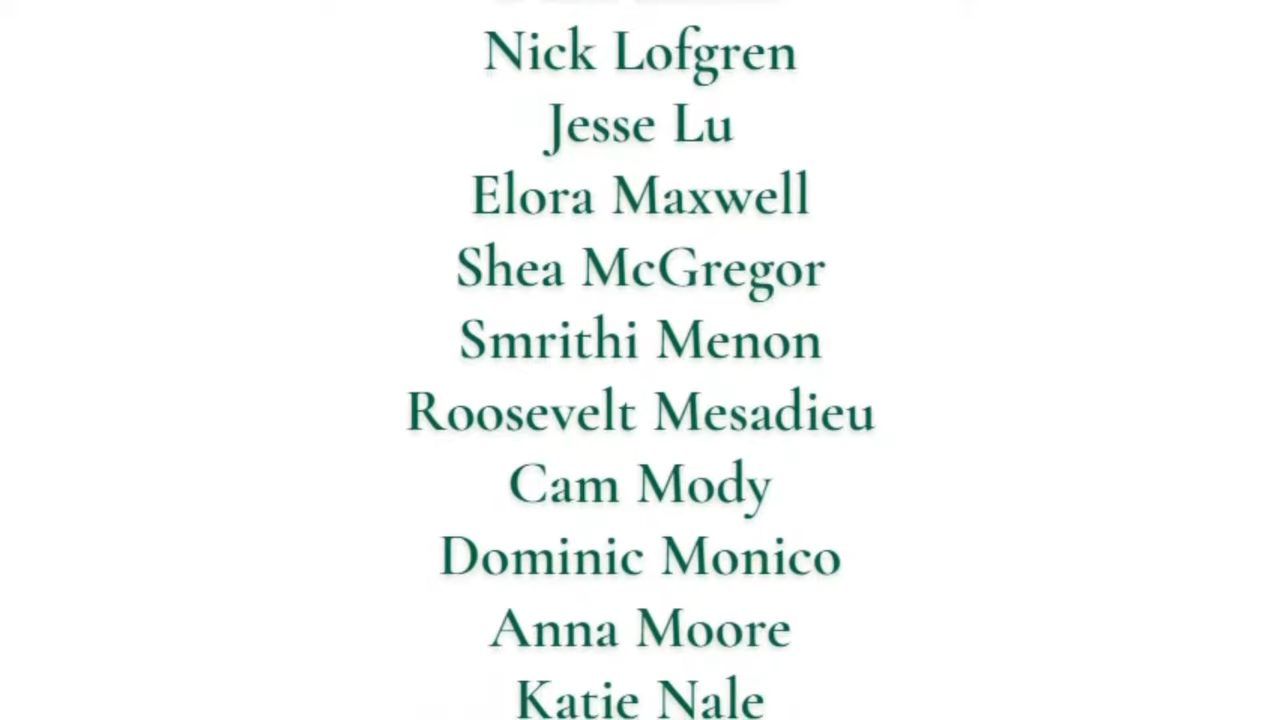 Nick Lofgren
Jesse Lu
Elora Maxwell
Shea McGregor
Smrithi Menon
Roosevelt Mesadieu
Cam Mody
Dominic Monico
Anna Moore
Katie Nale